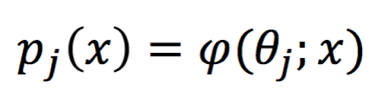 p_j(x) = φ(θ_j; x)